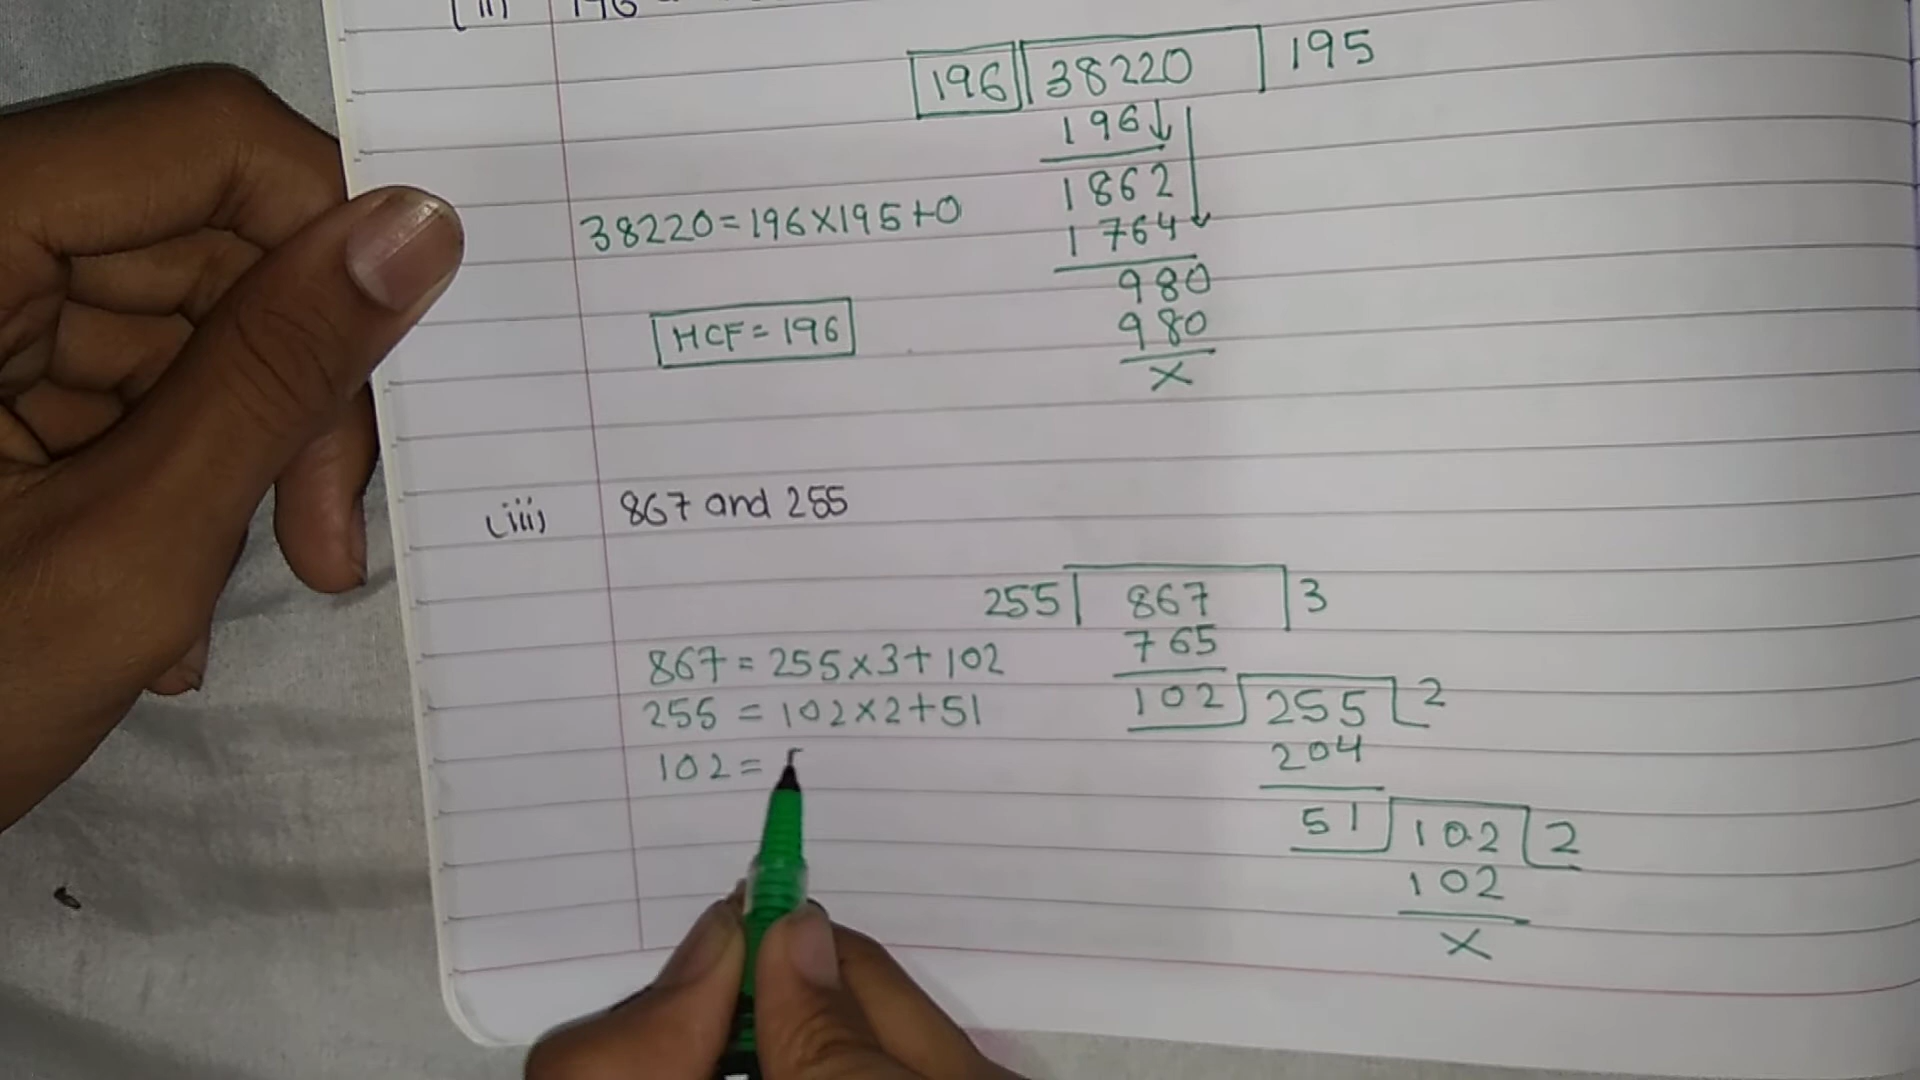 (ii) 196
196 38220 195
196
1862
38220=196×195+0
1764
980
HCF=196
980
×
(iii) 867 and 255
255 867 3
765
867=255×3+102
102 255 2
255=102×2+51
204
102=
51 102 2
102
×